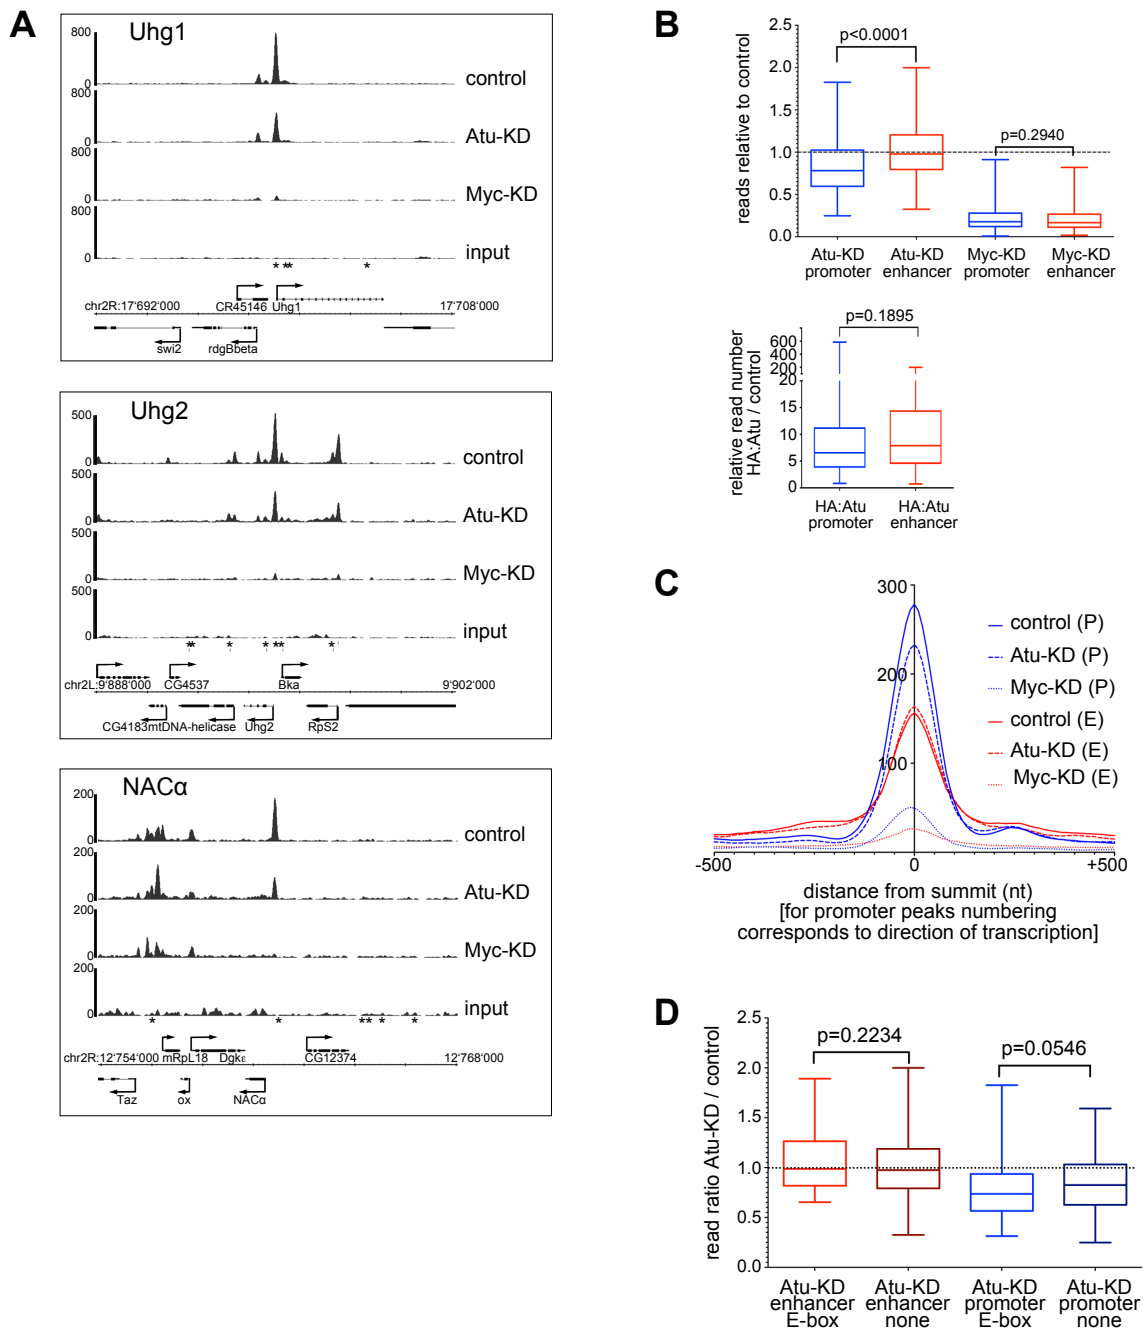 A
Uhg1
800
0
control
800
0
Atu-KD
800
0
Myc-KD
800
0
input
* ** *
chr2R:17'692'000
CR45146
Uhg1
17'708'000
swi2
rdgBbeta
Uhg2
500
0
control
500
0
Atu-KD
500
0
Myc-KD
500
0
input
** * * ** *
chr2L:9'888'000
CG4537
Bka
9'902'000
CG4183
mtDNA-helicase
Uhg2
RpS2
NACα
200
0
control
200
0
Atu-KD
200
0
Myc-KD
200
0
input
* * ** * *
chr2R:12'754'000
mRpL18
Dgkε
CG12374
12'768'000
Taz
ox
NACα
B
reads relative to control
2.5
2.0
1.5
1.0
0.5
0.0
p<0.0001
p=0.2940
Atu-KD
promoter
Atu-KD
enhancer
Myc-KD
promoter
Myc-KD
enhancer
relative read number
HA:Atu / control
600
400
200
20
15
10
5
0
p=0.1895
HA:Atu
promoter
HA:Atu
enhancer
C
300
200
100
control (P)
Atu-KD (P)
Myc-KD (P)
control (E)
Atu-KD (E)
Myc-KD (E)
-500
0
+500
distance from summit (nt)
[for promoter peaks numbering
corresponds to direction of transcription]
D
read ratio Atu-KD / control
2.5
2.0
1.5
1.0
0.5
0.0
p=0.2234
p=0.0546
Atu-KD
enhancer
E-box
Atu-KD
enhancer
none
Atu-KD
promoter
E-box
Atu-KD
promoter
none